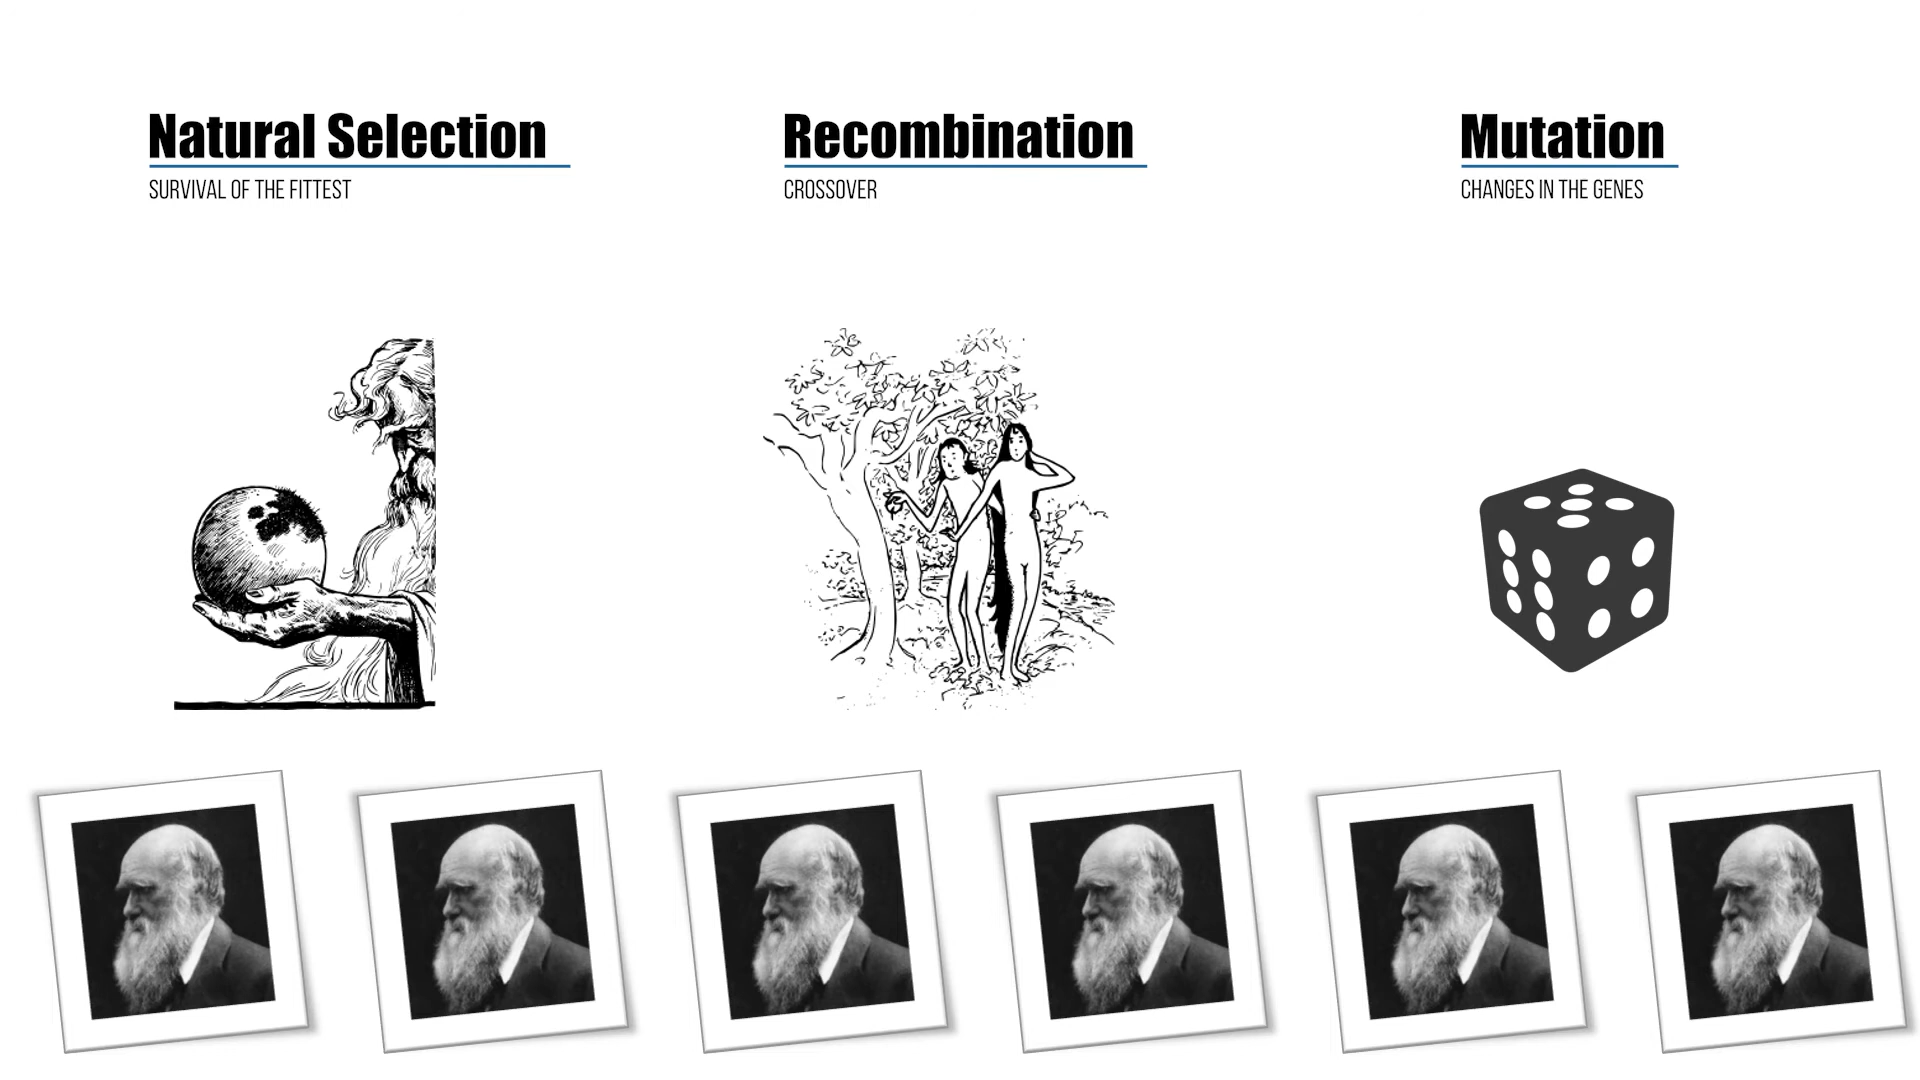 Natural Selection
SURVIVAL OF THE FITTEST
Recombination
CROSSOVER
Mutation
CHANGES IN THE GENES